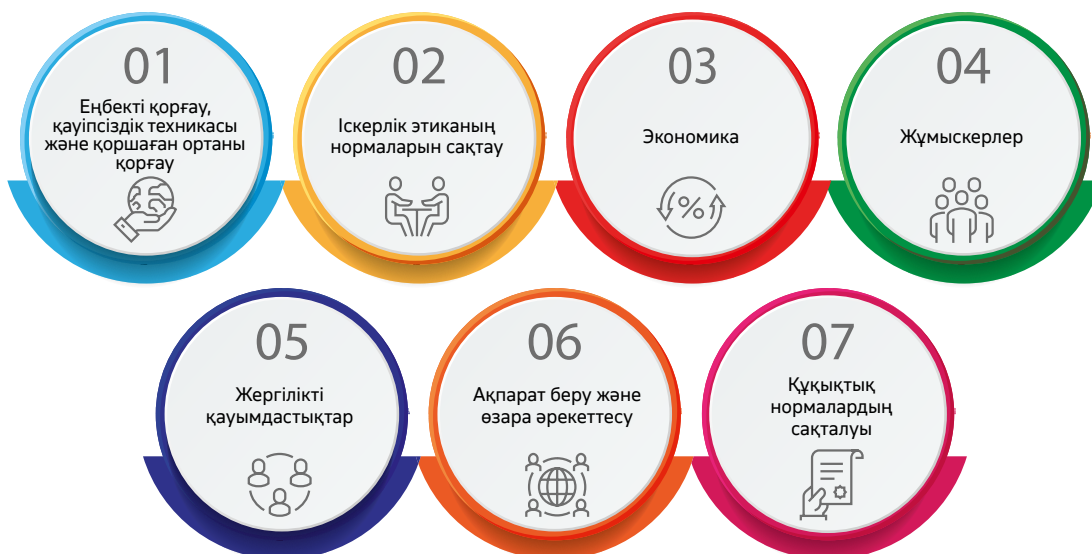 01
Еңбекті қорғау,
қауіпсіздік техникасы
және қоршаған ортаны
қорғау
02
Іскерлік этиканың
нормаларын сақтау
03
Экономика
%
04
Жұмыскерлер
05
Жергілікті
қауымдастықтар
06
Ақпарат беру және
өзара әрекеттесу
07
Құқықтық
нормалардың
сақталуы